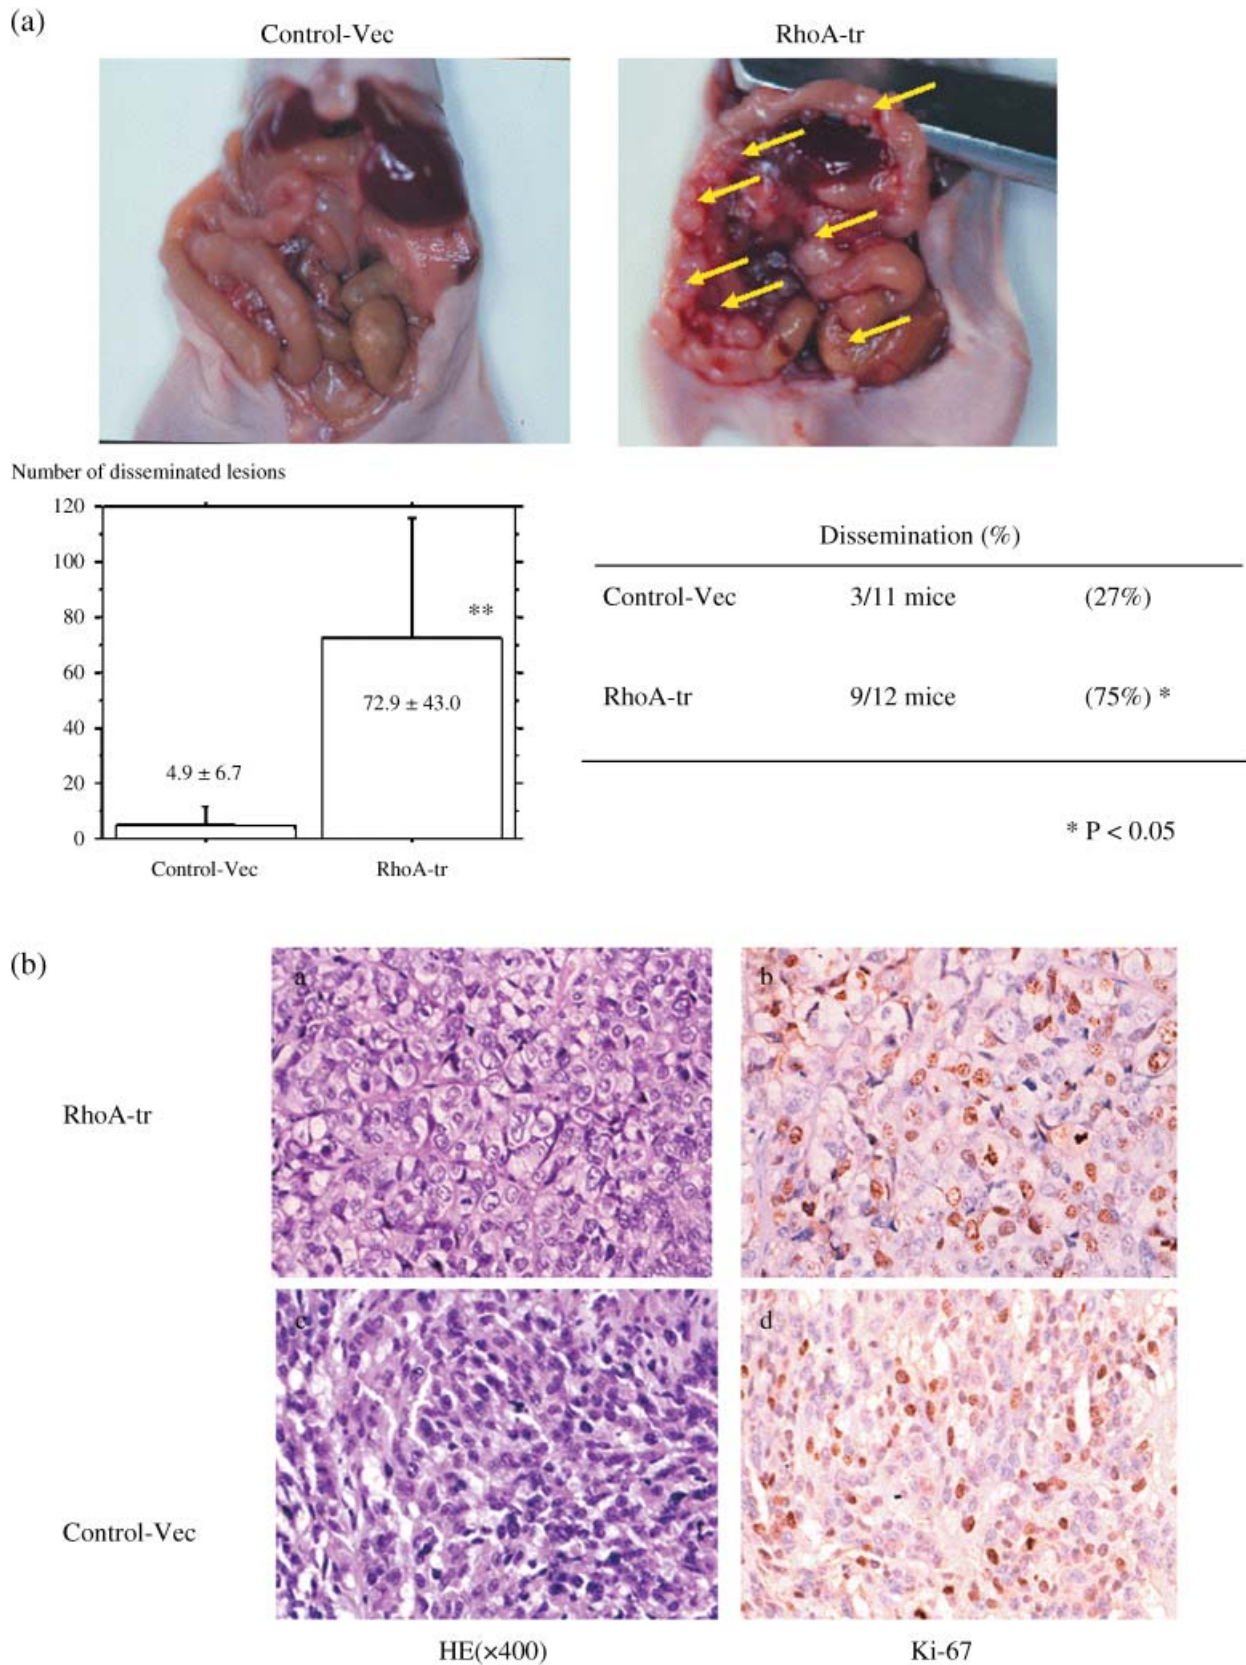 (a)
Control-Vec RhoA-tr
Number of disseminated lesions
120
100
80
60
40
20
0
**
72.9 ± 43.0
4.9 ± 6.7
Control-Vec RhoA-tr
Dissemination (%)
Control-Vec 3/11 mice (27%)
RhoA-tr 9/12 mice (75%) *
* P < 0.05
(b)
a b
RhoA-tr
c d
Control-Vec
HE(×400) Ki-67